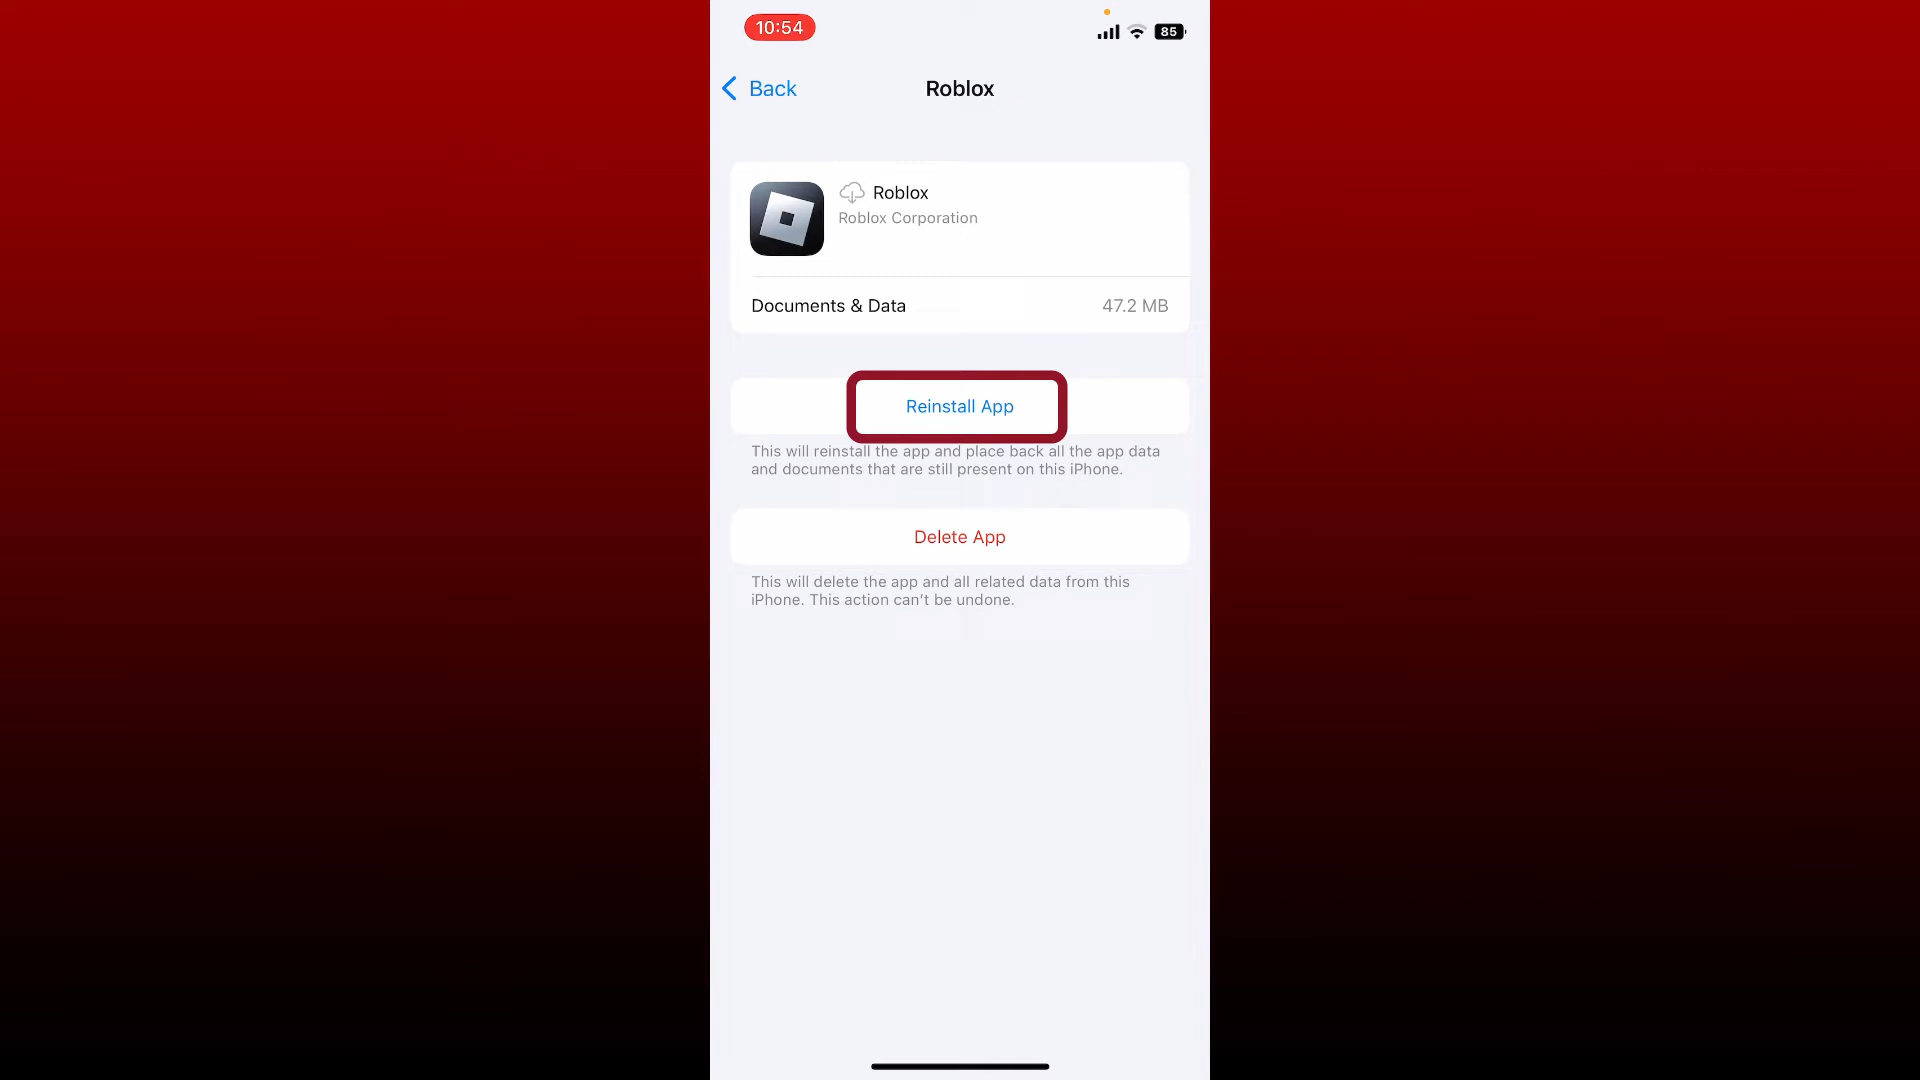 10:54
85
Back
Roblox
Roblox
Roblox Corporation
Documents & Data 47.2 MB
Reinstall App
This will reinstall the app and place back all the app data
and documents that are still present on this iPhone.
Delete App
This will delete the app and all related data from this
iPhone. This action can’t be undone.